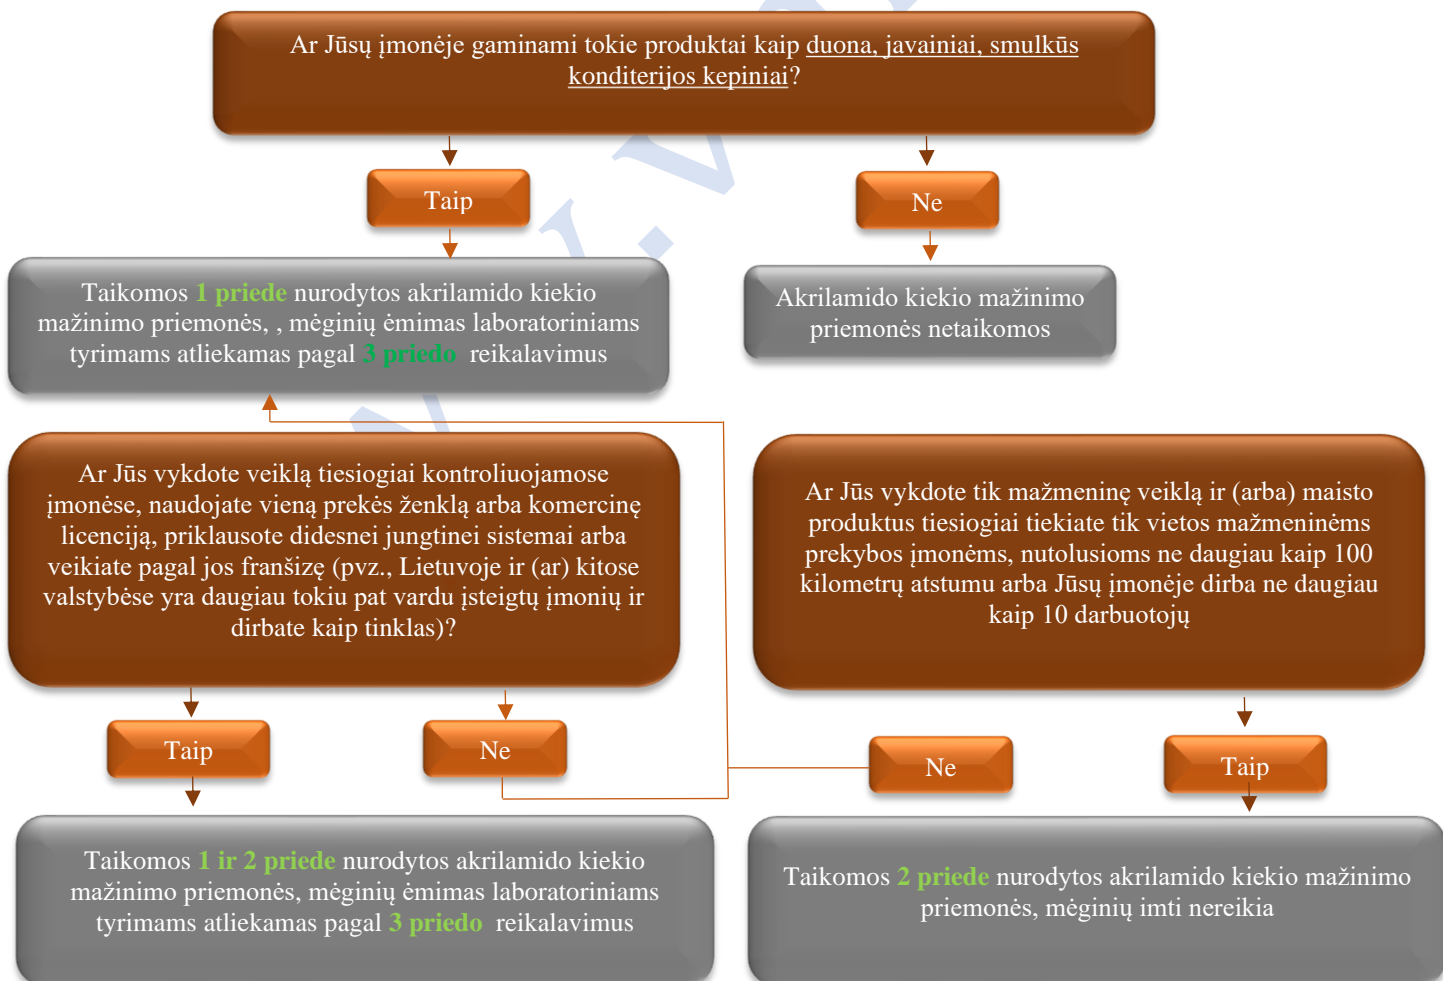 Ar Jūsų įmonėje gaminami tokie produktai kaip duona, javainiai, smulkūs
konditerijos kepiniai?
Taip
Ne
Taikomos 1 priede nurodytos akrilamido kiekio
mažinimo priemonės, , mėginių ėmimas laboratoriniams
tyrimams atliekamas pagal 3 priedo reikalavimus
Akrilamido kiekio mažinimo
priemonės netaikomos
Ar Jūs vykdote veiklą tiesiogiai kontroliuojamose
įmonėse, naudojate vieną prekės ženklą arba komercinę
licenciją, priklausote didesnei jungtinei sistemai arba
veikiate pagal jos franšizę (pvz., Lietuvoje ir (ar) kitose
valstybėse yra daugiau tokiu pat vardu įsteigtų įmonių ir
dirbate kaip tinklas)?
Ar Jūs vykdote tik mažmeninę veiklą ir (arba) maisto
produktus tiesiogiai tiekiate tik vietos mažmeninėms
prekybos įmonėms, nutolusioms ne daugiau kaip 100
kilometrų atstumu arba Jūsų įmonėje dirba ne daugiau
kaip 10 darbuotojų
Taip
Ne
Ne
Taip
Taikomos 1 ir 2 priede nurodytos akrilamido kiekio
mažinimo priemonės, mėginių ėmimas laboratoriniams
tyrimams atliekamas pagal 3 priedo reikalavimus
Taikomos 2 priede nurodytos akrilamido kiekio mažinimo
priemonės, mėginių imti nereikia